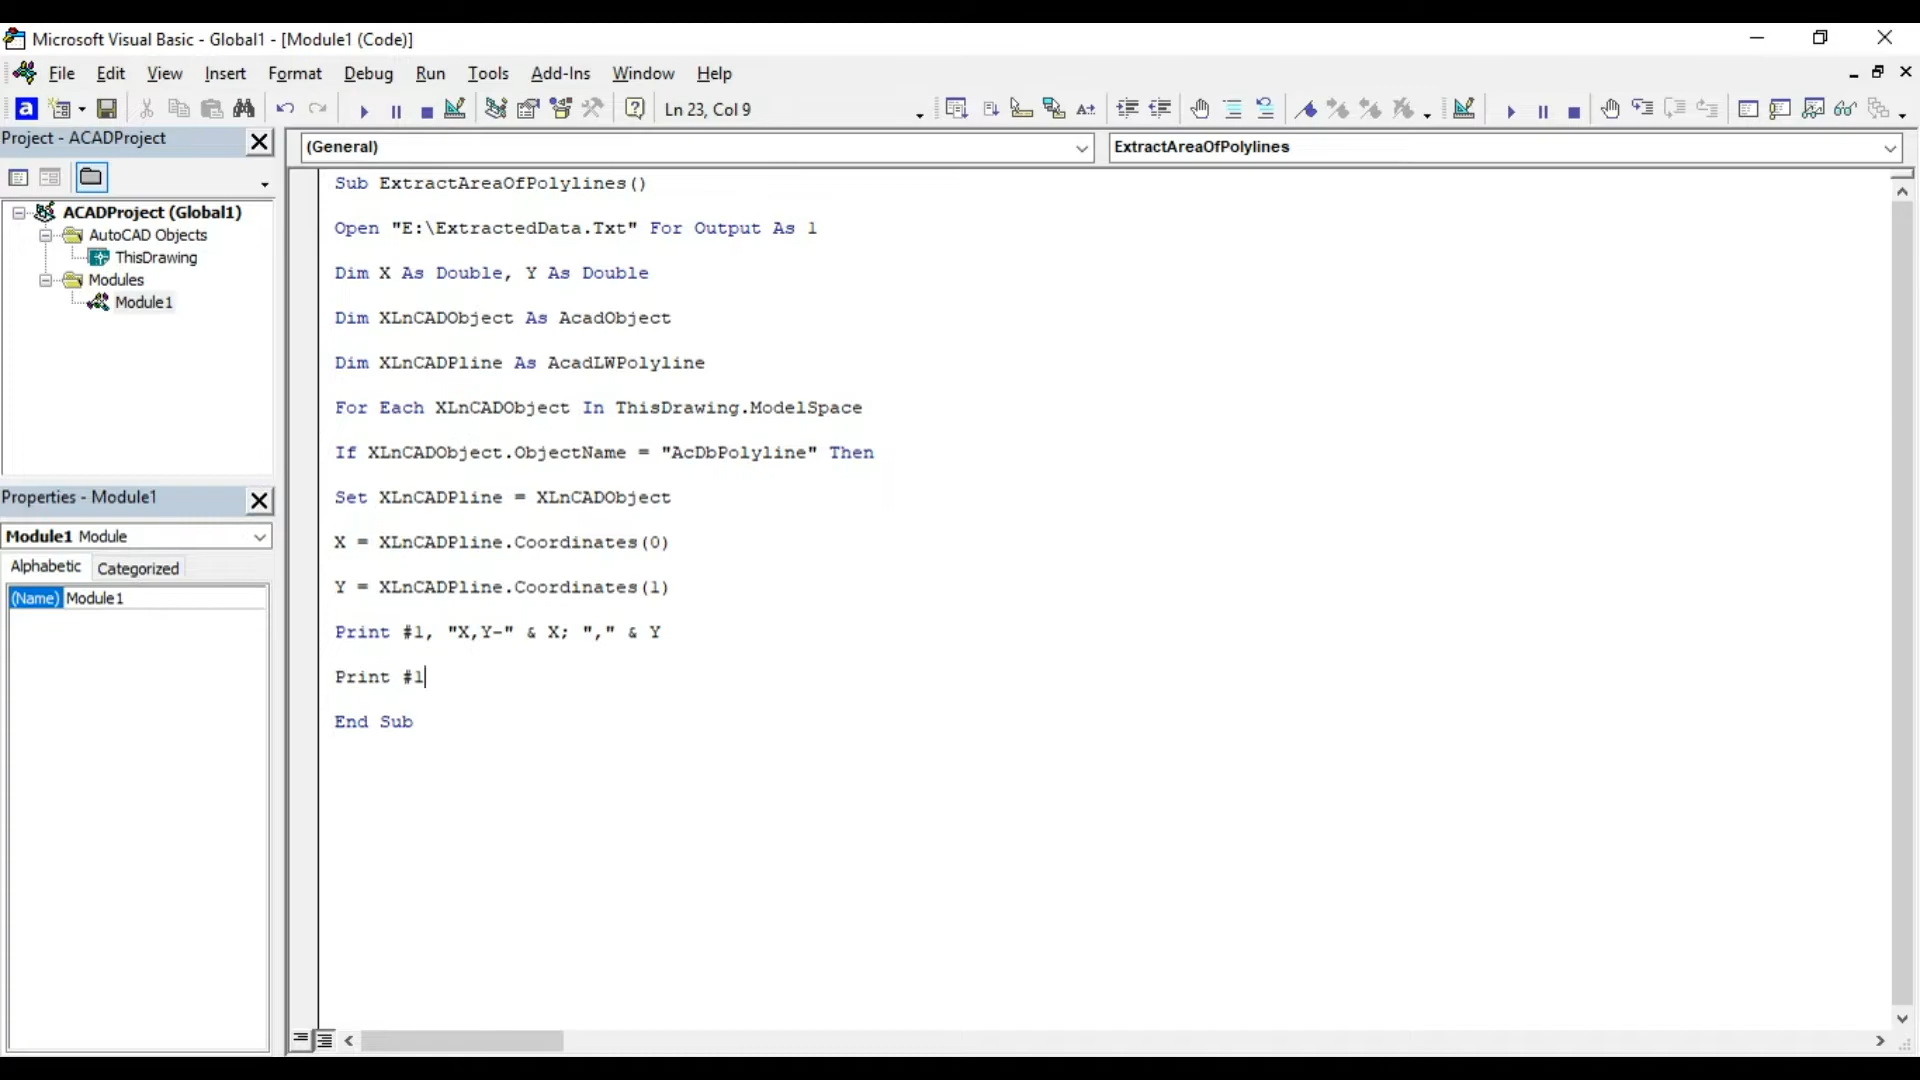 Microsoft Visual Basic - Global1 - [Module1 (Code)]
File Edit View Insert Format Debug Run Tools Add-Ins Window Help
a Ln 23, Col 9
Project - ACADProject
(General)
ExtractAreaOfPolylines
ACADProject (Global1)
AutoCAD Objects
ThisDrawing
Modules
Module1
Properties - Module1
Module1 Module
Alphabetic Categorized
(Name) Module1
Sub ExtractAreaOfPolylines()
Open "E:\ExtractedData.Txt" For Output As 1
Dim X As Double, Y As Double
Dim XLnCADObject As AcadObject
Dim XLnCADPline As AcadLWPolyline
For Each XLnCADObject In ThisDrawing.ModelSpace
If XLnCADObject.ObjectName = "AcDbPolyline" Then
Set XLnCADPline = XLnCADObject
X = XLnCADPline.Coordinates(0)
Y = XLnCADPline.Coordinates(1)
Print #1, "X,Y-" & X; "," & Y
Print #1
End Sub